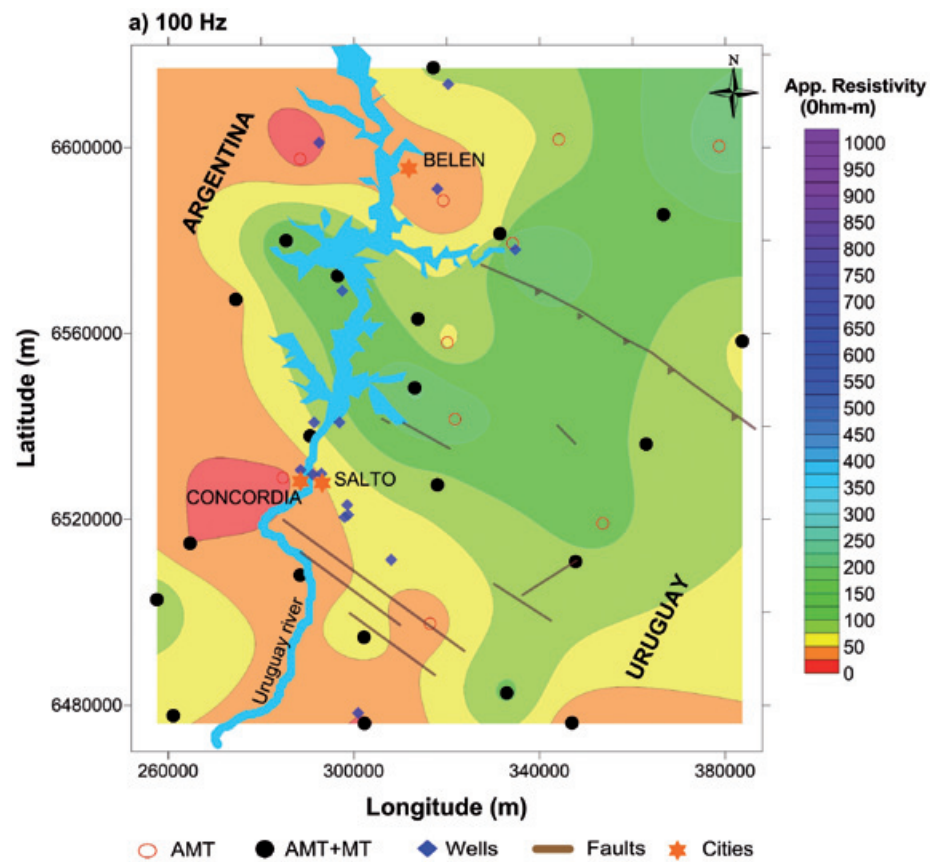 a) 100 Hz
N
App. Resistivity
(Ohm-m)
1000
950
900
850
800
750
700
650
600
550
500
450
400
350
300
250
200
150
100
50
0
ARGENTINA
BELEN
SALTO
CONCORDIA
Uruguay river
URUGUAY
Latitude (m)
6600000
6560000
6520000
6480000
260000 300000 340000 380000
Longitude (m)
AMT AMT+MT Wells Faults Cities